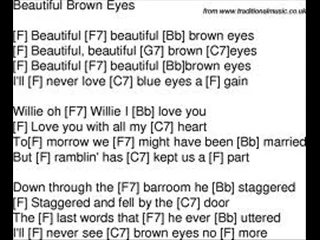 Beautiful Brown Eyes
from www.traditionalmusic.co.uk
[F] Beautiful [F7] Beautiful [Bb] brown eyes
[F] Beautiful, beautiful [G7] brown [C7]eyes
[F] Beautiful [F7] beautiful [Bb]brown eyes
I'll [F] never love [C7] blue eyes a [F] gain
Willie oh [F7] Willie I [Bb] love you
[F] Love you with all my [C7] heart
To[F] morrow we [F7] might have been [Bb] married
But [F] ramblin' has [C7] kept us a [F] part
Down through the [F7] barroom he [Bb] staggered
[F] Staggered and fell by the [C7] door
The [F] last words that [F7] he ever [Bb] uttered
I'll [F] never see [C7] brown eyes no [F] more